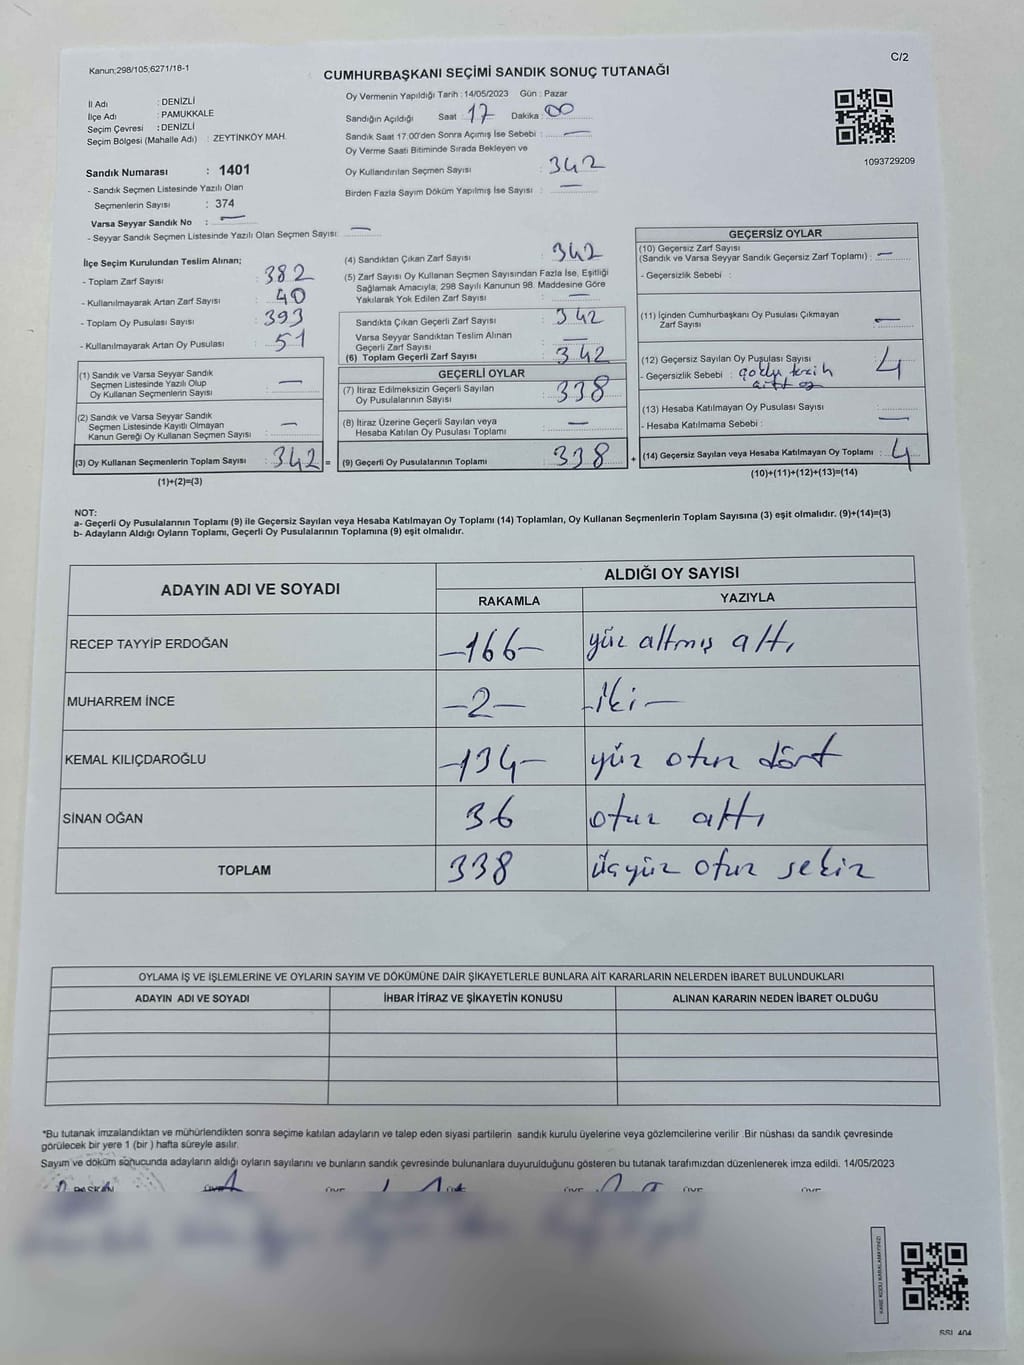 Kanun;298/105,6271/18-1
C/2
CUMHURBAŞKANI SEÇİMİ SANDIK SONUÇ TUTANAĞI
İl Adı : DENİZLİ
İlçe Adı : PAMUKKALE
Seçim Çevresi : DENİZLİ
Seçim Bölgesi (Mahalle Adı) : ZEYTİNKÖY MAH.
Sandık Numarası : 1401
- Sandık Seçmen Listesinde Yazılı Olan
Seçmenlerin Sayısı : 374
Varsa Seyyar Sandık No : —
- Seyyar Sandık Seçmen Listesinde Yazılı Olan Seçmen Sayısı: —
Oy Vermenin Yapıldığı Tarih : 14/05/2023 Gün : Pazar
Sandığın Açıldığı Saat : 17 Dakika : 00
Sandık Saat 17.00'den Sonra Açımış İse Sebebi : —
Oy Verme Saati Bitiminde Sırada Bekleyen ve
Oy Kullandırılan Seçmen Sayısı : 342
Birden Fazla Sayım Döküm Yapılmış İse Sayısı : —
1093729209
İlçe Seçim Kurulundan Teslim Alınan;
- Toplam Zarf Sayısı : 382
- Kullanılmayarak Artan Zarf Sayısı : 40
- Toplam Oy Pusulası Sayısı : 393
- Kullanılmayarak Artan Oy Pusulası : 51
(1) Sandık ve Varsa Seyyar Sandık
Seçmen Listesinde Yazılı Olup
Oy Kullanan Seçmenlerin Sayısı : —
(2) Sandık ve Varsa Seyyar Sandık
Seçmen Listesinde Kayıtlı Olmayan
Kanun Gereği Oy Kullanan Seçmen Sayısı : —
(3) Oy Kullanan Seçmenlerin Toplam Sayısı : 342 =
(1)+(2)=(3)
(4) Sandıktan Çıkan Zarf Sayısı : 342
(5) Zarf Sayısı Oy Kullanan Seçmen Sayısından Fazla İse, Eşitliği
Sağlamak Amacıyla, 298 Sayılı Kanunun 98. Maddesine Göre
Yakılarak Yok Edilen Zarf Sayısı : —
Sandıkta Çıkan Geçerli Zarf Sayısı : 342
Varsa Seyyar Sandıktan Teslim Alınan
Geçerli Zarf Sayısı : —
(6) Toplam Geçerli Zarf Sayısı : 342
GEÇERLİ OYLAR
(7) İtiraz Edilmeksizin Geçerli Sayılan
Oy Pusulalarının Sayısı : 338
(8) İtiraz Üzerine Geçerli Sayılan veya
Hesaba Katılan Oy Pusulası Toplamı : —
(9) Geçerli Oy Pusulalarının Toplamı : 338 +
GEÇERSİZ OYLAR
(10) Geçersiz Zarf Sayısı
(Sandık ve Varsa Seyyar Sandık Geçersiz Zarf Toplamı) : —
- Geçersizlik Sebebi :
(11) İçinden Cumhurbaşkanı Oy Pusulası Çıkmayan
Zarf Sayısı : —
(12) Geçersiz Sayılan Oy Pusulası Sayısı 4
- Geçersizlik Sebebi :
(13) Hesaba Katılmayan Oy Pusulası Sayısı :
- Hesaba Katılmama Sebebi : —
(14) Geçersiz Sayılan veya Hesaba Katılmayan Oy Toplamı : 4
(10)+(11)+(12)+(13)=(14)
NOT:
a- Geçerli Oy Pusulalarının Toplamı (9) ile Geçersiz Sayılan veya Hesaba Katılmayan Oy Toplamı (14) Toplamları, Oy Kullanan Seçmenlerin Toplam Sayısına (3) eşit olmalıdır. (9)+(14)=(3)
b- Adayların Aldığı Oyların Toplamı, Geçerli Oy Pusulalarının Toplamına (9) eşit olmalıdır.
ADAYIN ADI VE SOYADI ALDIĞI OY SAYISI
RAKAMLA YAZIYLA
RECEP TAYYİP ERDOĞAN –166– yüz altmış altı
MUHARREM İNCE –2– –iki–
KEMAL KILIÇDAROĞLU –134– yüz otuz dört
SİNAN OĞAN 36 otuz altı
TOPLAM 338 üçyüz otuz sekiz
OYLAMA İŞ VE İŞLEMLERİNE VE OYLARIN SAYIM VE DÖKÜMÜNE DAİR ŞİKAYETLERLE BUNLARA AİT KARARLARIN NELERDEN İBARET BULUNDUKLARI
ADAYIN ADI VE SOYADI İHBAR İTİRAZ VE ŞİKAYETİN KONUSU ALINAN KARARIN NEDEN İBARET OLDUĞU
*Bu tutanak imzalandıktan ve mühürlendikten sonra seçime katılan adayların ve talep eden siyasi partilerin sandık kurulu üyelerine veya gözlemcilerine verilir .Bir nüshası da sandık çevresinde
görülecek bir yere 1 (bir ) hafta süreyle asılır.
Sayım ve döküm sonucunda adayların aldığı oyların sayılarını ve bunların sandık çevresinde bulunanlara duyurulduğunu gösteren bu tutanak tarafımızdan düzenlenerek imza edildi. 14/05/2023
BAŞKAN ÜYE ÜYE ÜYE ÜYE ÜYE
KARE KODU KARALAMAYINIZ!